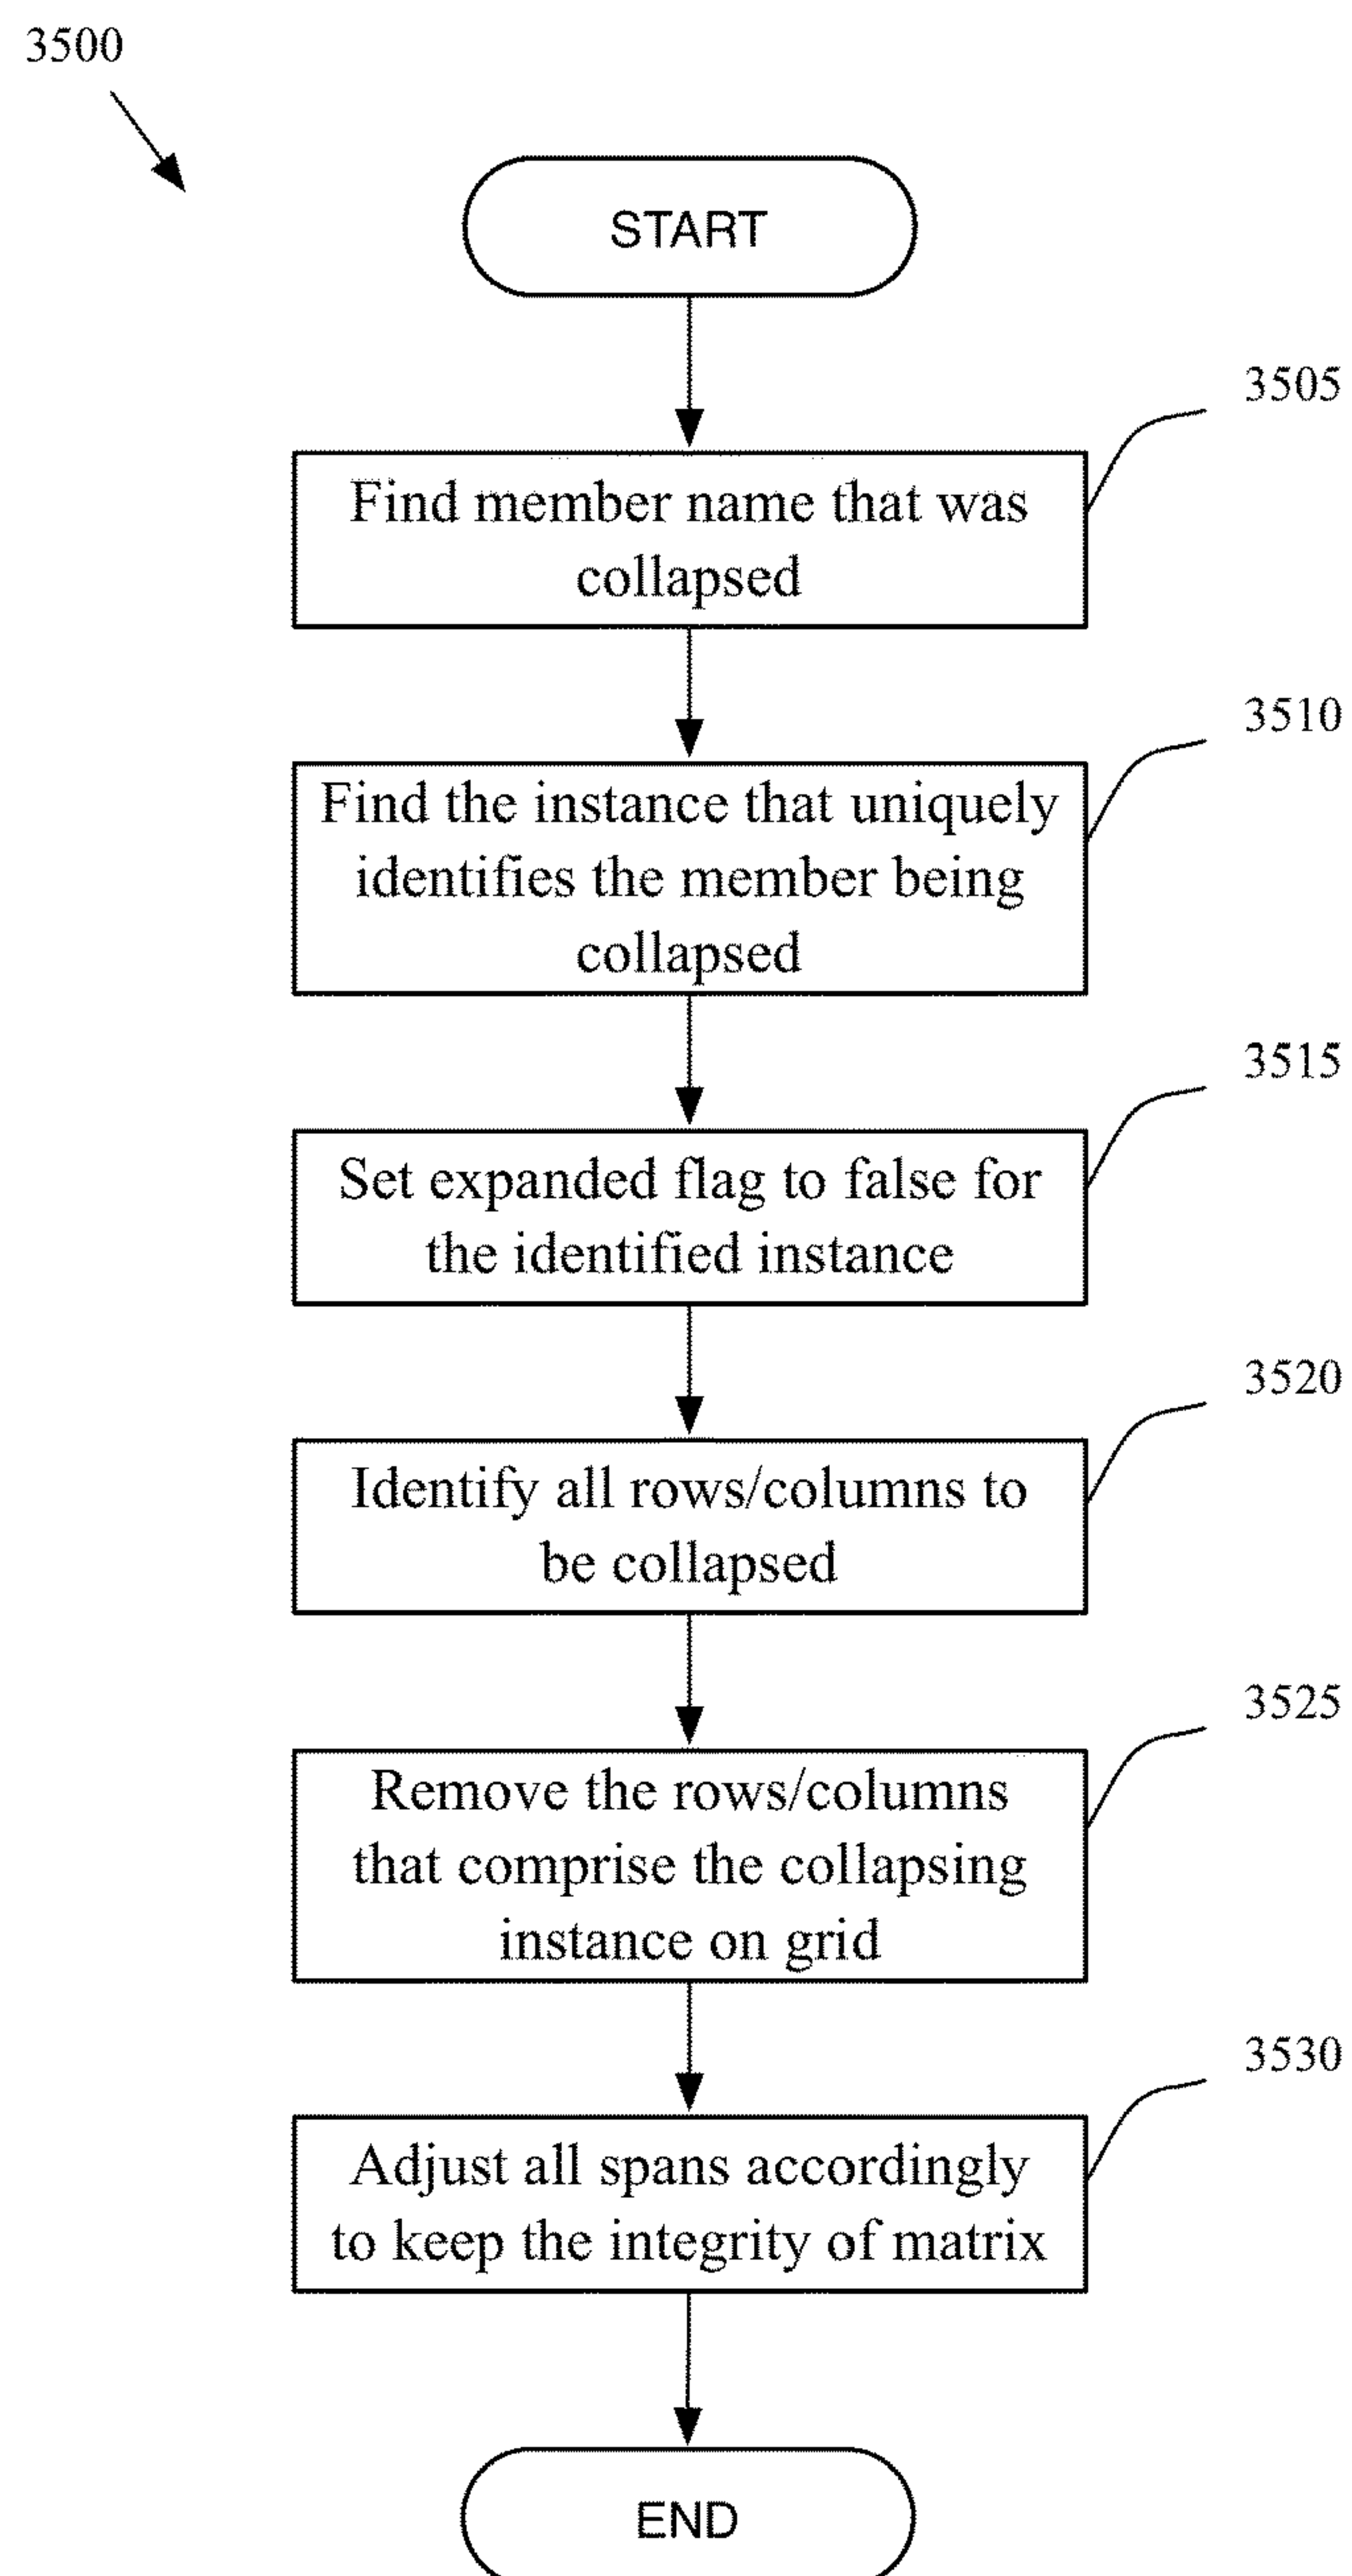 3500
START
3505
Find member name that was
collapsed
3510
Find the instance that uniquely
identifies the member being
collapsed
3515
Set expanded flag to false for
the identified instance
3520
Identify all rows/columns to
be collapsed
3525
Remove the rows/columns
that comprise the collapsing
instance on grid
3530
Adjust all spans accordingly
to keep the integrity of matrix
END